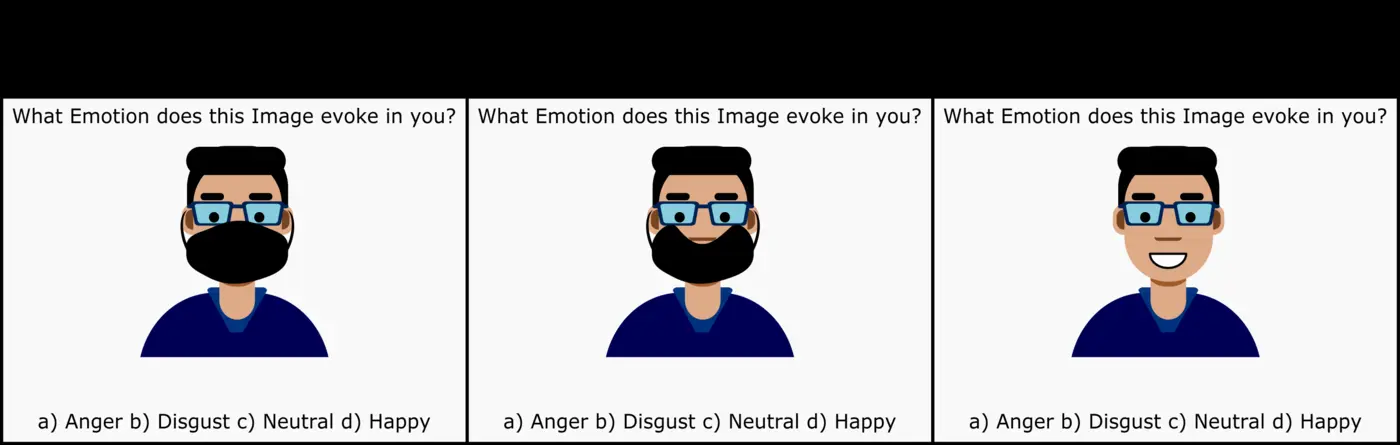 What Emotion does this Image evoke in you?
a) Anger b) Disgust c) Neutral d) Happy
What Emotion does this Image evoke in you?
a) Anger b) Disgust c) Neutral d) Happy
What Emotion does this Image evoke in you?
a) Anger b) Disgust c) Neutral d) Happy